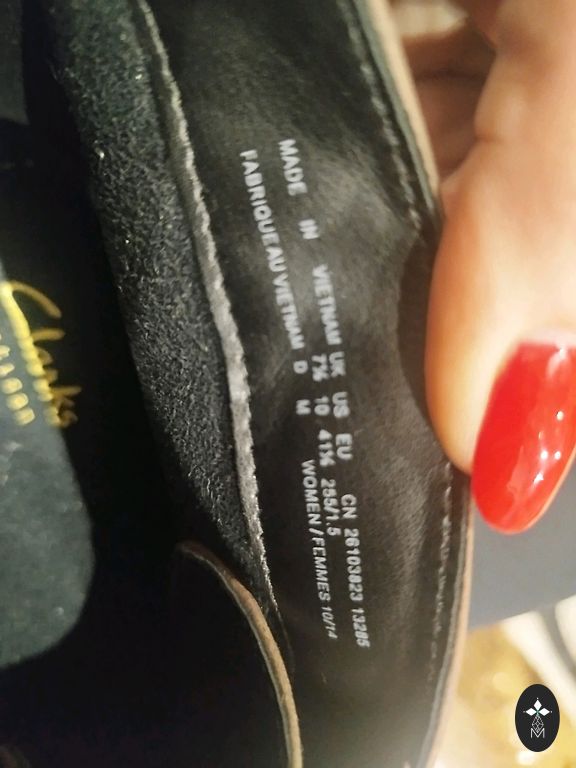 MADE IN VIETNAM UK US EU CN 26103823 13285
FABRIQUE AU VIETNAM 7½ 10 41½ 255/1.5
D M WOMEN/FEMMES 10/14
Clarks
M